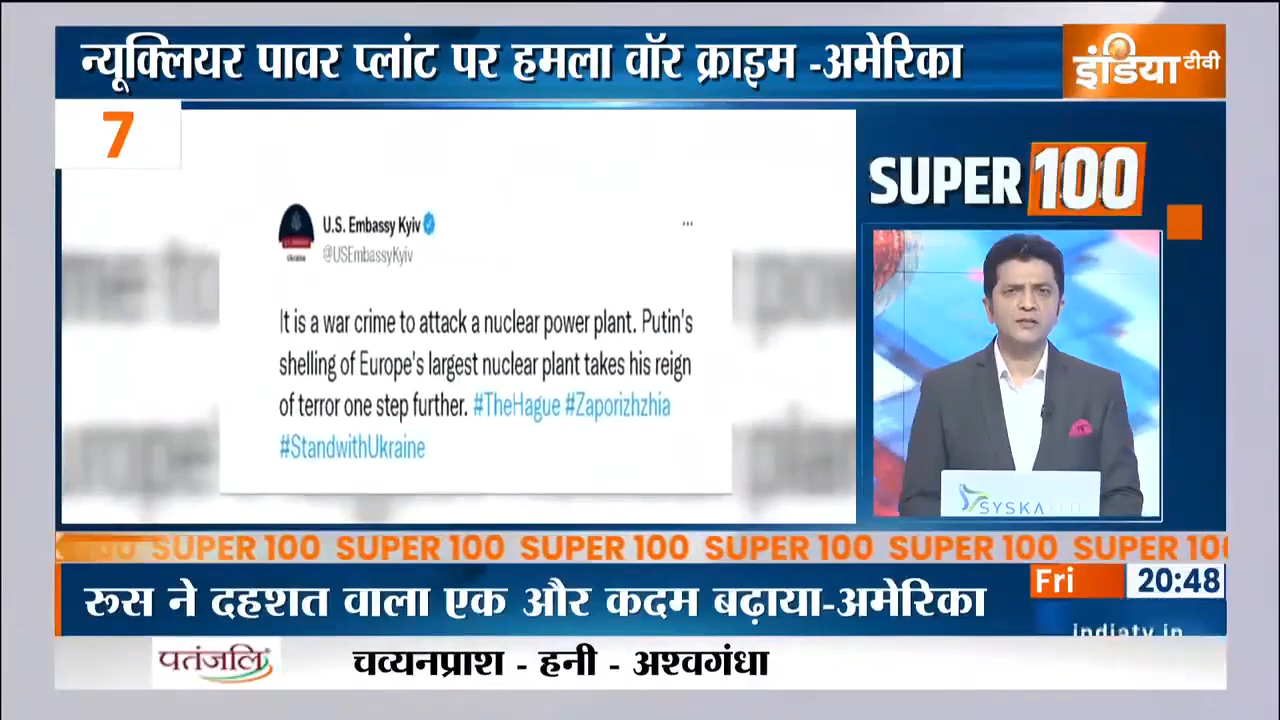 न्यूक्लियर पावर प्लांट पर हमला वॉर क्राइम -अमेरिका
इंडिया टीवी
7
SUPER 100
U.S. Embassy Kyiv
@USEmbassyKyiv
It is a war crime to attack a nuclear power plant. Putin's
shelling of Europe's largest nuclear plant takes his reign
of terror one step further. #TheHague #Zaporizhzhia
#StandwithUkraine
SYSKA
SUPER 100 SUPER 100 SUPER 100 SUPER 100 SUPER 100
रूस ने दहशत वाला एक और कदम बढ़ाया-अमेरिका
Fri 20:48
indiatv.in
पतंजलि
चव्यनप्राश - हनी - अश्वगंधा